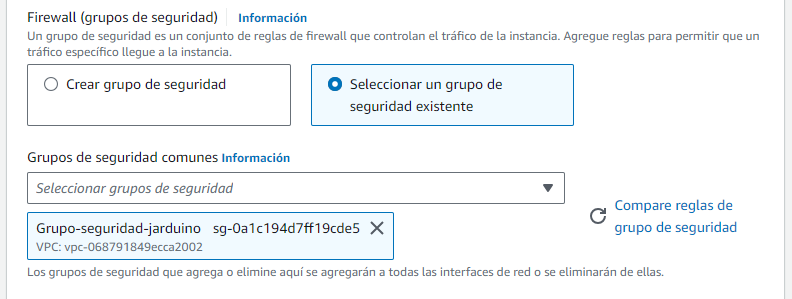 Firewall (grupos de seguridad) Información
Un grupo de seguridad es un conjunto de reglas de firewall que controlan el tráfico de la instancia. Agregue reglas para permitir que un
tráfico específico llegue a la instancia.
Crear grupo de seguridad
Seleccionar un grupo de
seguridad existente
Grupos de seguridad comunes Información
Seleccionar grupos de seguridad
Grupo-seguridad-jarduino sg-0a1c194d7ff19cde5
VPC: vpc-068791849ecca2002
Compare reglas de
grupo de seguridad
Los grupos de seguridad que agrega o elimine aquí se agregarán a todas las interfaces de red o se eliminarán de ellas.